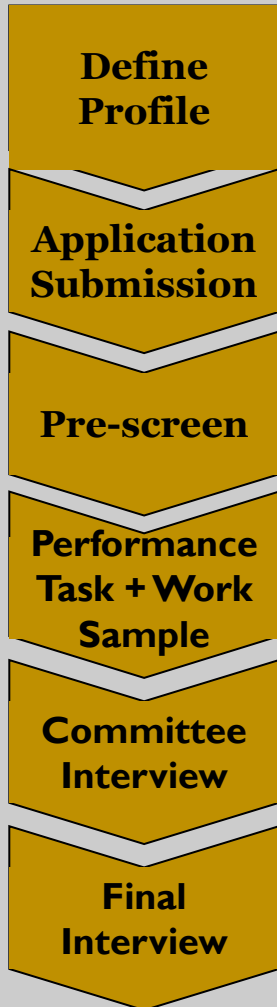 Define
Profile
Application
Submission
Pre-screen
Performance
Task + Work
Sample
Committee
Interview
Final
Interview